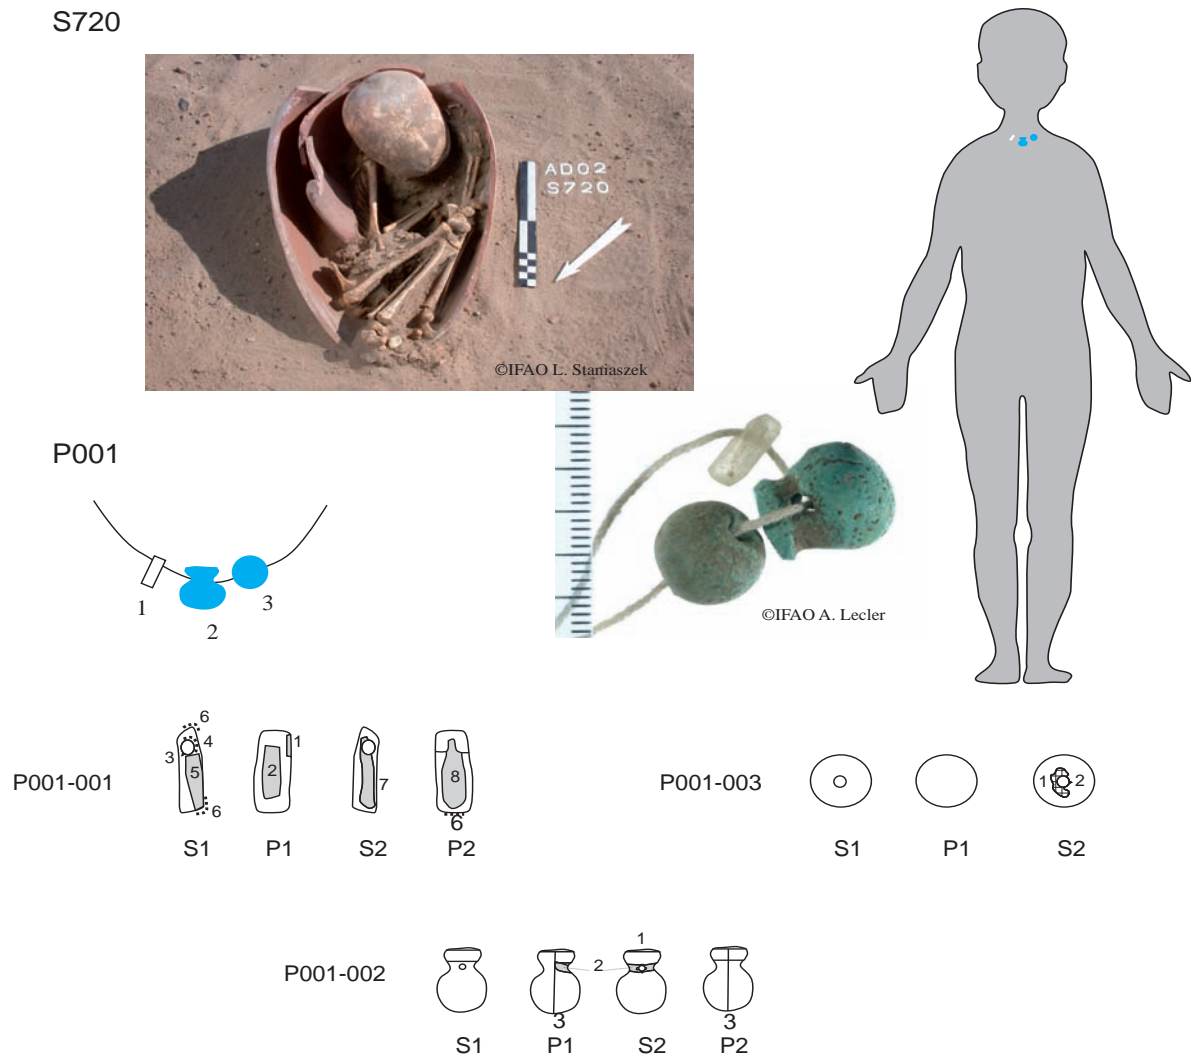 S720
AD02
S720
©IFAO L. Staniaszek
P001
1
2
3
©IFAO A. Lecler
P001-001
6
3
4
5
6
S1
1
2
P1
7
S2
8
6
P2
P001-003
S1
P1
1
2
S2
P001-002
S1
2
3
P1
1
S2
3
P2